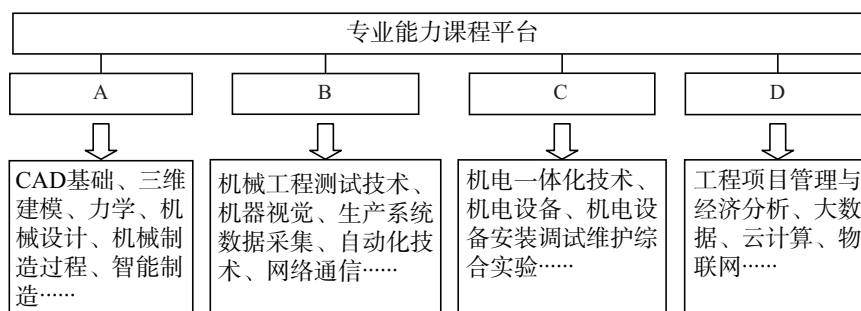 专业能力课程平台
A
B
C
D
CAD基础、三维
建模、力学、机
械设计、机械制
造过程、智能制
造……
机械工程测试技术、
机器视觉、生产系统
数据采集、自动化技
术、网络通信……
机电一体化技术、
机电设备、机电设
备安装调试维护综
合实验……
工程项目管理与
经济分析、大数
据、云计算、物
联网……